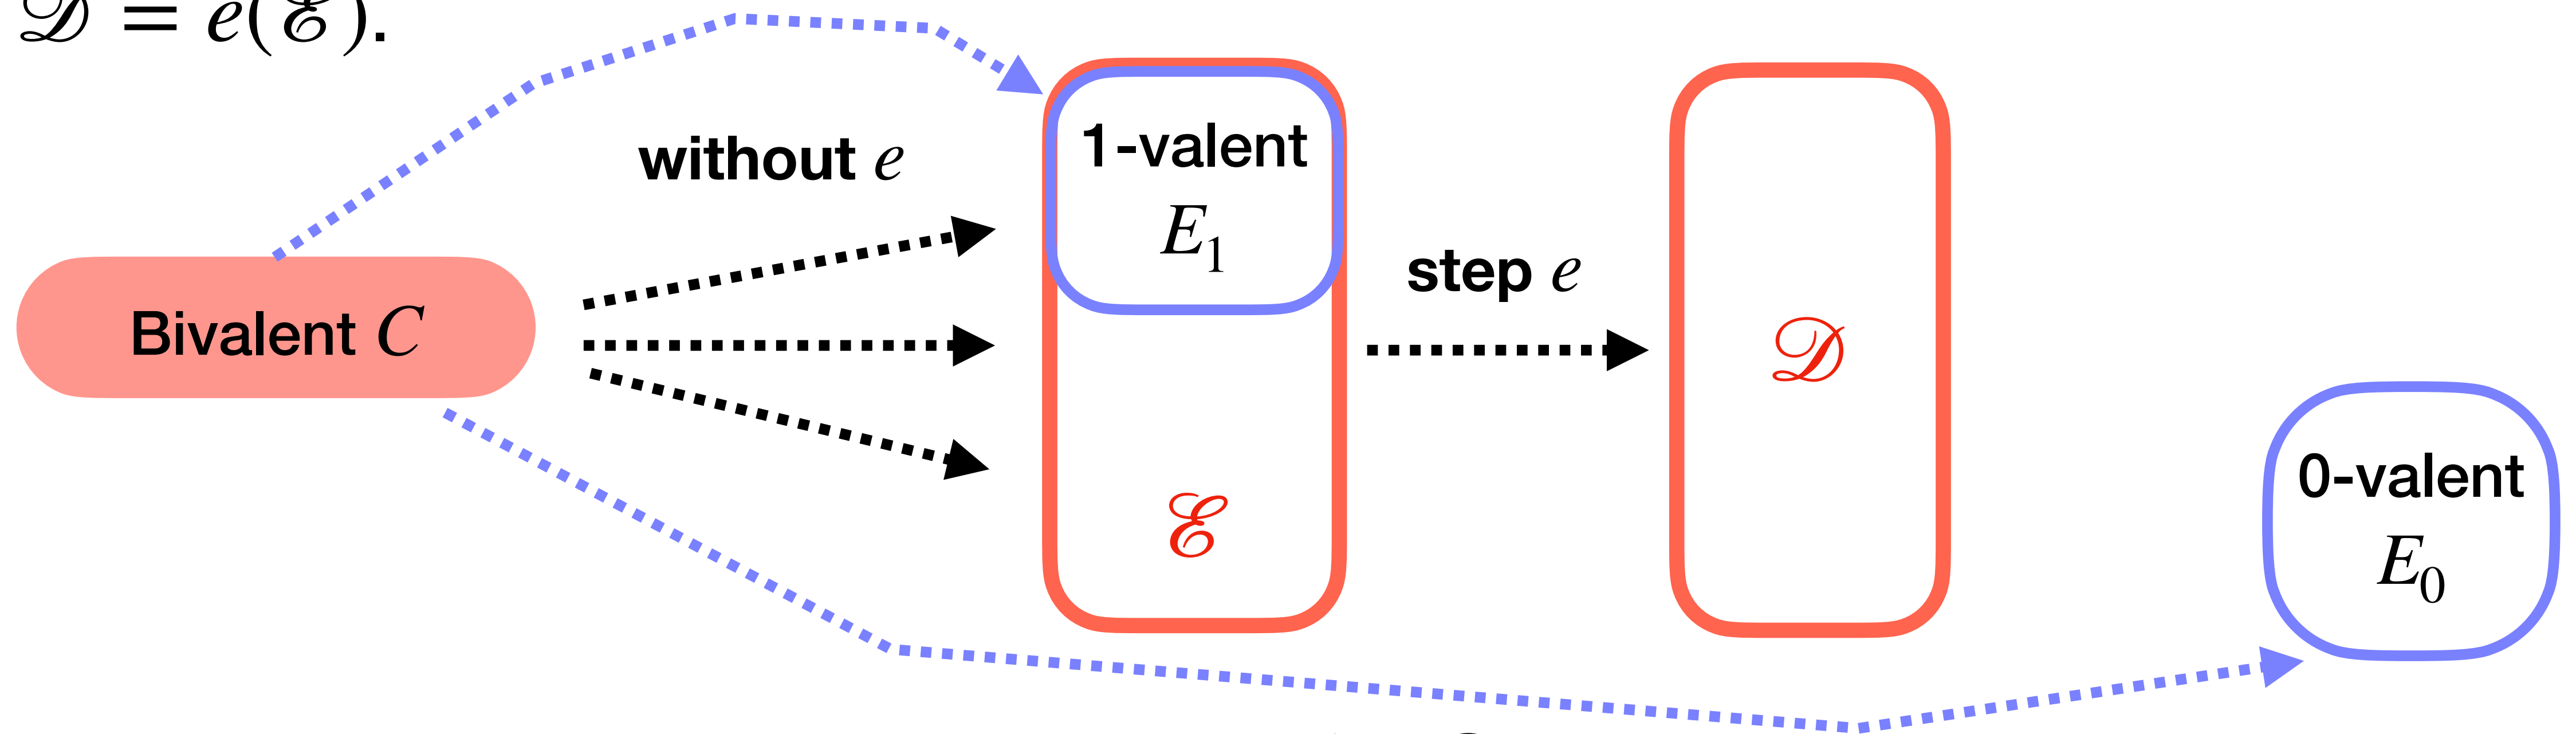 𝒟 = e(ℰ).
without e
1-valent
E₁
step e
Bivalent C
𝒟
ℰ
0-valent
E₀